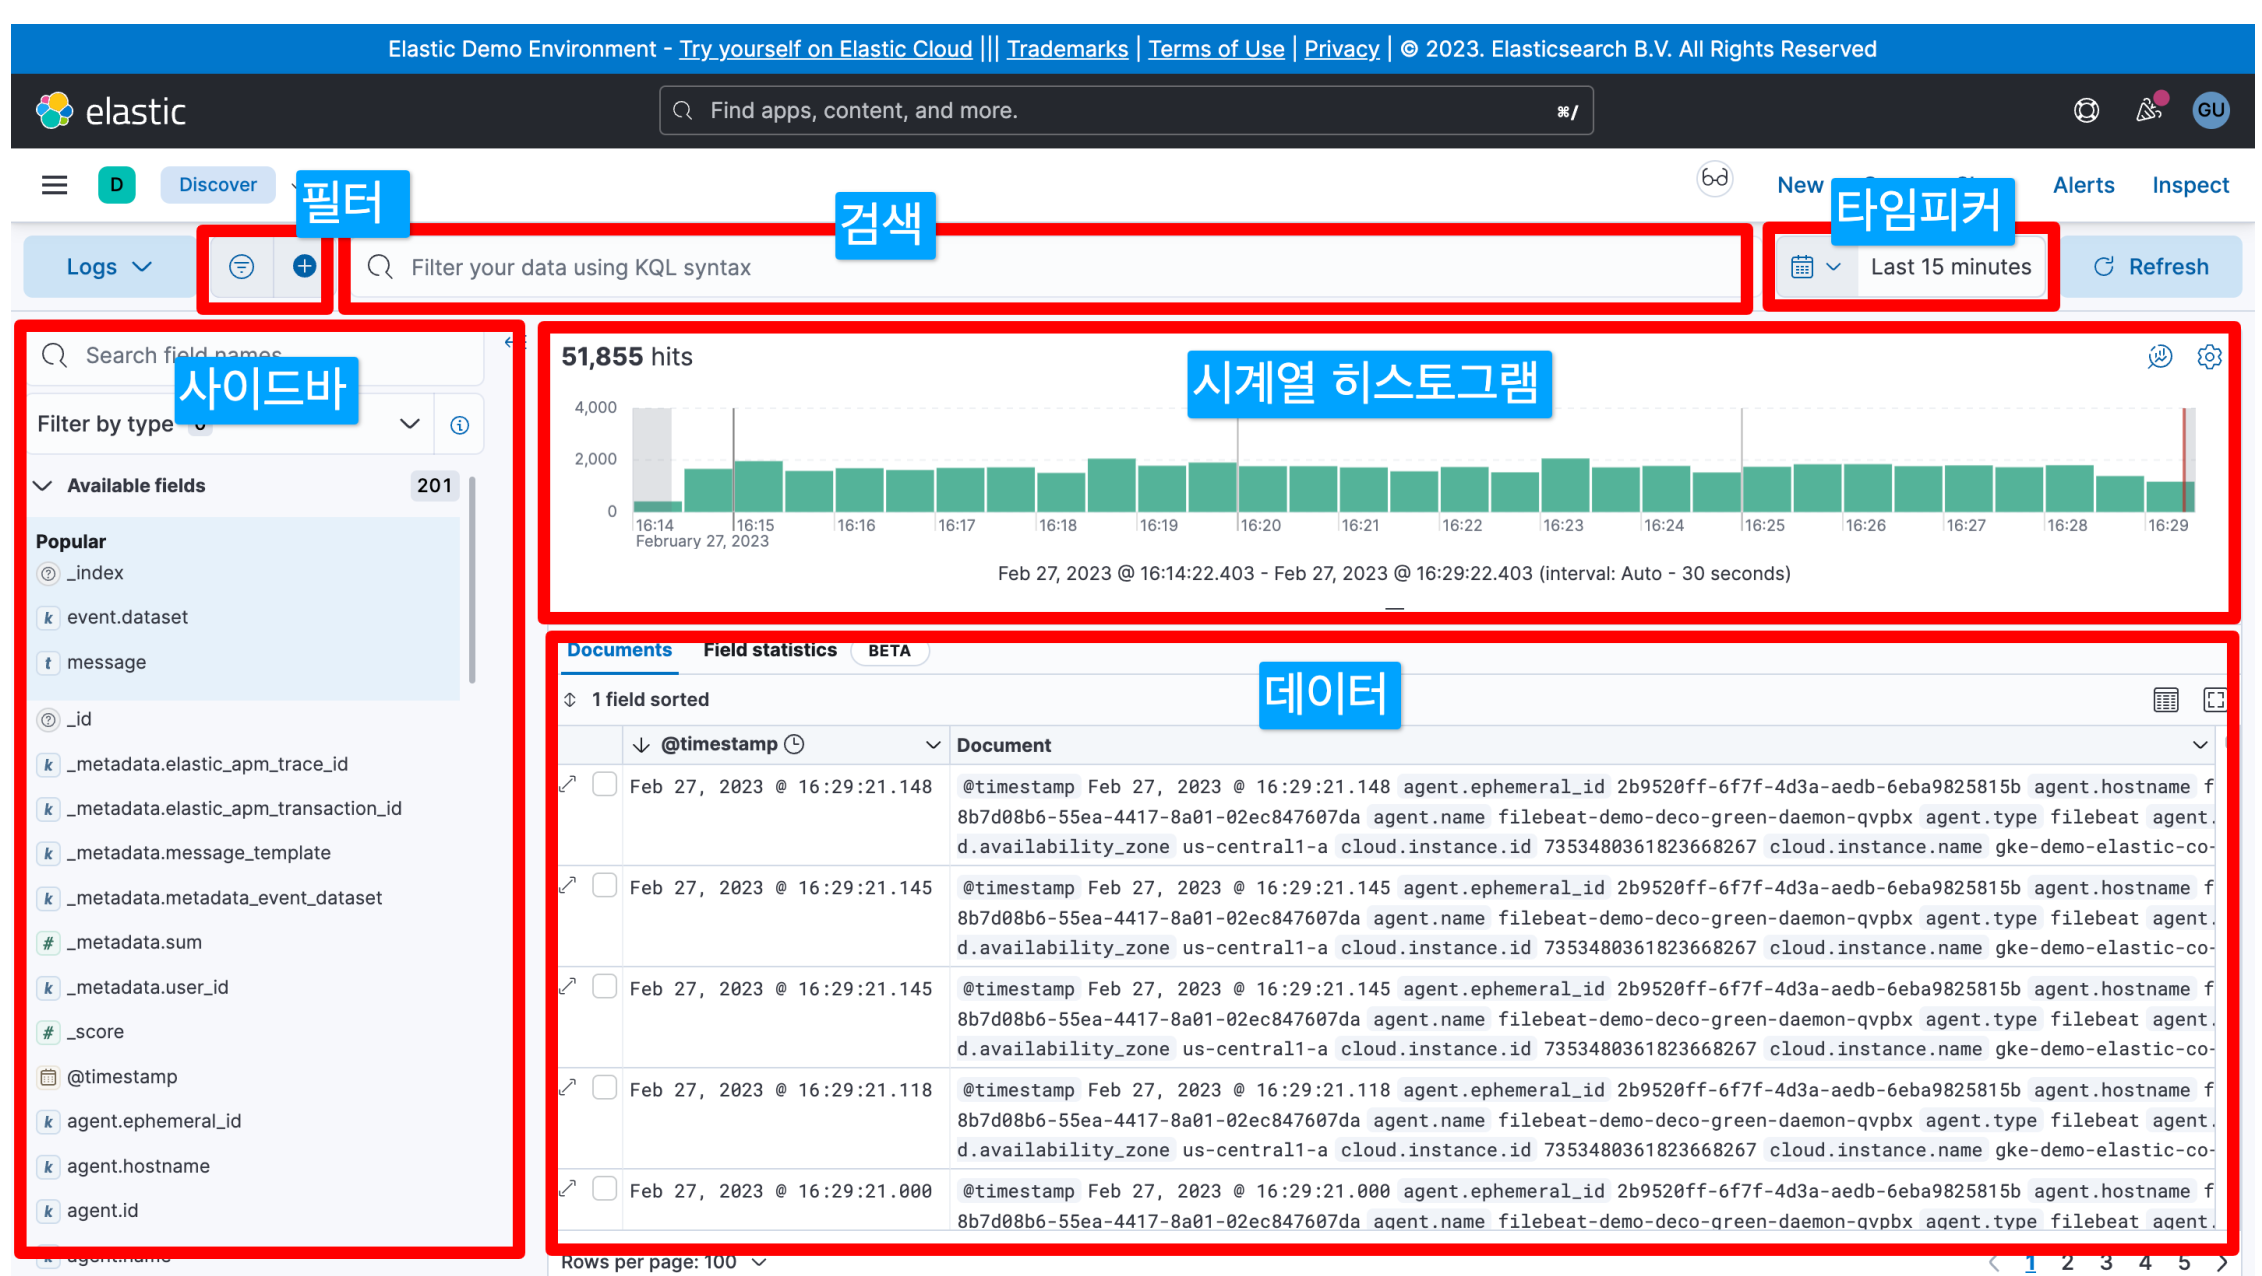 Elastic Demo Environment - Try yourself on Elastic Cloud ||| Trademarks | Terms of Use | Privacy | © 2023. Elasticsearch B.V. All Rights Reserved
elastic
Find apps, content, and more.
⌘/
GU
D
Discover
필터
검색
New
타임피커
Alerts
Inspect
Logs
Filter your data using KQL syntax
Last 15 minutes
Refresh
Search field names
사이드바
Filter by type 0
Available fields
201
Popular
_index
event.dataset
message
_id
_metadata.elastic_apm_trace_id
_metadata.elastic_apm_transaction_id
_metadata.message_template
_metadata.metadata_event_dataset
_metadata.sum
_metadata.user_id
_score
@timestamp
agent.ephemeral_id
agent.hostname
agent.id
agent.name
51,855 hits
시계열 히스토그램
4,000
2,000
0
16:14 16:15 16:16 16:17 16:18 16:19 16:20 16:21 16:22 16:23 16:24 16:25 16:26 16:27 16:28 16:29
February 27, 2023
Feb 27, 2023 @ 16:14:22.403 - Feb 27, 2023 @ 16:29:22.403 (interval: Auto - 30 seconds)
Documents
Field statistics
BETA
데이터
1 field sorted
@timestamp
Document
Feb 27, 2023 @ 16:29:21.148
@timestamp Feb 27, 2023 @ 16:29:21.148 agent.ephemeral_id 2b9520ff-6f7f-4d3a-aedb-6eba9825815b agent.hostname f
8b7d08b6-55ea-4417-8a01-02ec847607da agent.name filebeat-demo-deco-green-daemon-qvpbx agent.type filebeat agent.
d.availability_zone us-central1-a cloud.instance.id 7353480361823668267 cloud.instance.name gke-demo-elastic-co-
Feb 27, 2023 @ 16:29:21.145
@timestamp Feb 27, 2023 @ 16:29:21.145 agent.ephemeral_id 2b9520ff-6f7f-4d3a-aedb-6eba9825815b agent.hostname f
8b7d08b6-55ea-4417-8a01-02ec847607da agent.name filebeat-demo-deco-green-daemon-qvpbx agent.type filebeat agent.
d.availability_zone us-central1-a cloud.instance.id 7353480361823668267 cloud.instance.name gke-demo-elastic-co-
Feb 27, 2023 @ 16:29:21.145
@timestamp Feb 27, 2023 @ 16:29:21.145 agent.ephemeral_id 2b9520ff-6f7f-4d3a-aedb-6eba9825815b agent.hostname f
8b7d08b6-55ea-4417-8a01-02ec847607da agent.name filebeat-demo-deco-green-daemon-qvpbx agent.type filebeat agent.
d.availability_zone us-central1-a cloud.instance.id 7353480361823668267 cloud.instance.name gke-demo-elastic-co-
Feb 27, 2023 @ 16:29:21.118
@timestamp Feb 27, 2023 @ 16:29:21.118 agent.ephemeral_id 2b9520ff-6f7f-4d3a-aedb-6eba9825815b agent.hostname f
8b7d08b6-55ea-4417-8a01-02ec847607da agent.name filebeat-demo-deco-green-daemon-qvpbx agent.type filebeat agent.
d.availability_zone us-central1-a cloud.instance.id 7353480361823668267 cloud.instance.name gke-demo-elastic-co-
Feb 27, 2023 @ 16:29:21.000
@timestamp Feb 27, 2023 @ 16:29:21.000 agent.ephemeral_id 2b9520ff-6f7f-4d3a-aedb-6eba9825815b agent.hostname f
8b7d08b6-55ea-4417-8a01-02ec847607da agent.name filebeat-demo-deco-green-daemon-qvpbx agent.type filebeat agent.
Rows per page: 100
1 2 3 4 5